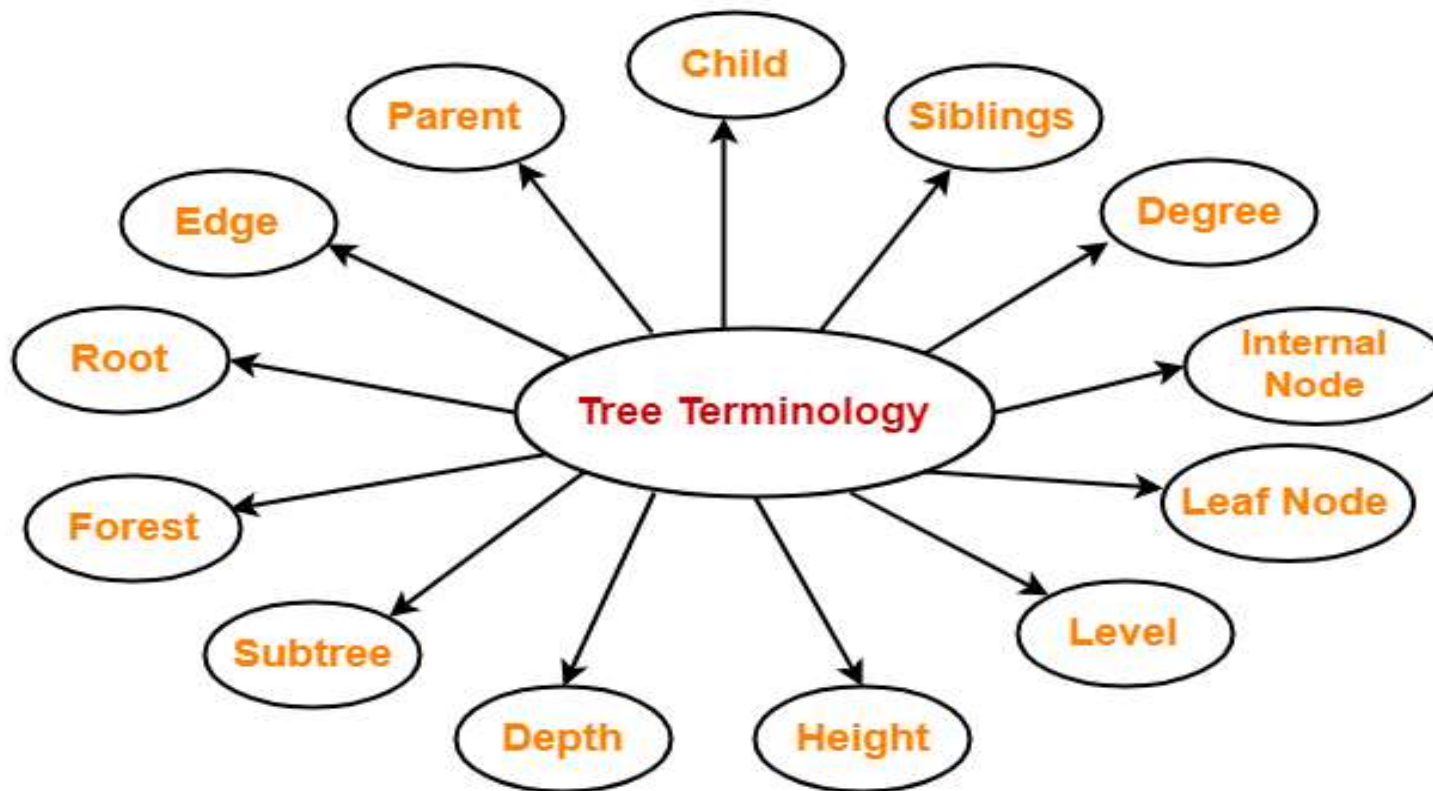 Child
Parent
Siblings
Edge
Degree
Root
Internal
Node
Tree Terminology
Forest
Leaf Node
Subtree
Level
Depth
Height